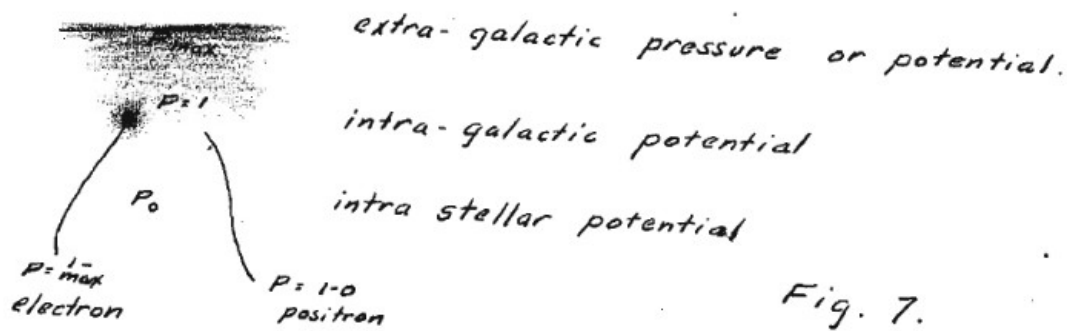 Pmax
extra-galactic pressure or potential.
P=1
intra-galactic potential
P₀
intra stellar potential
P= 1-max
electron
P= 1-0
positron
Fig. 7.